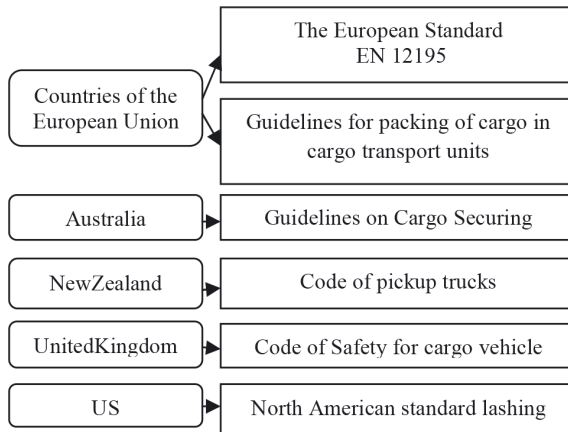 The European Standard
EN 12195
Countries of the
European Union
Guidelines for packing of cargo in
cargo transport units
Australia
Guidelines on Cargo Securing
NewZealand
Code of pickup trucks
UnitedKingdom
Code of Safety for cargo vehicle
US
North American standard lashing